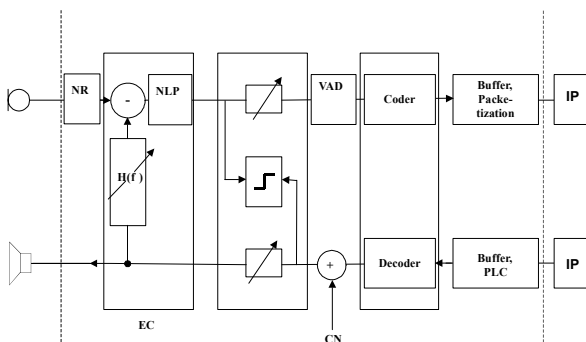 NR
-
NLP
VAD
Coder
Buffer,
Packe-
tization
IP
H(f )
+
Decoder
Buffer,
PLC
IP
EC
CN